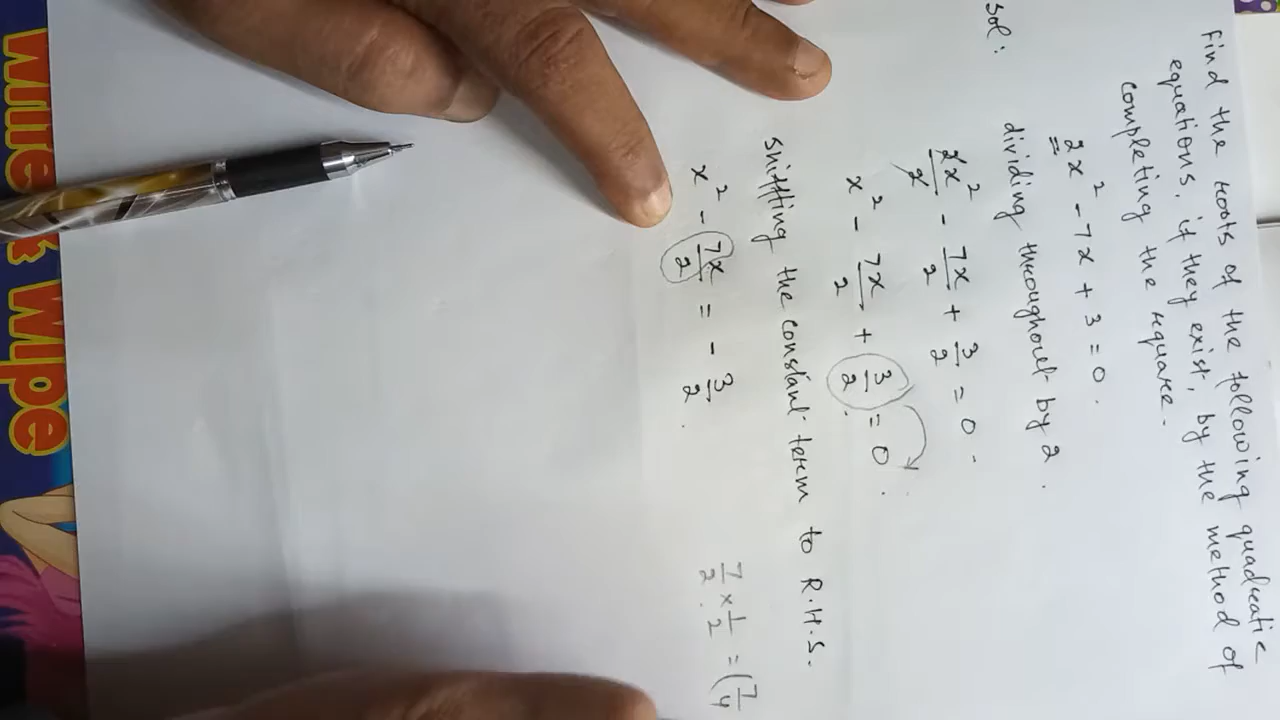 Find the roots of the following quadratic
equations, if they exist, by the method of
completing the square.
2x² - 7x + 3 = 0.
Sol:
dividing throughout by 2.
2x²/2 - 7x/2 + 3/2 = 0.
x² - 7x/2 + 3/2 = 0.
Shiffting the constant term to R.H.S.
x² - 7x/2 = - 3/2.
7/2 × 1/2 = (7/4
Wipe